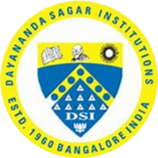 DAYANANDA SAGAR INSTITUTIONS
DSI
ESTD. 1960 BANGALORE INDIA